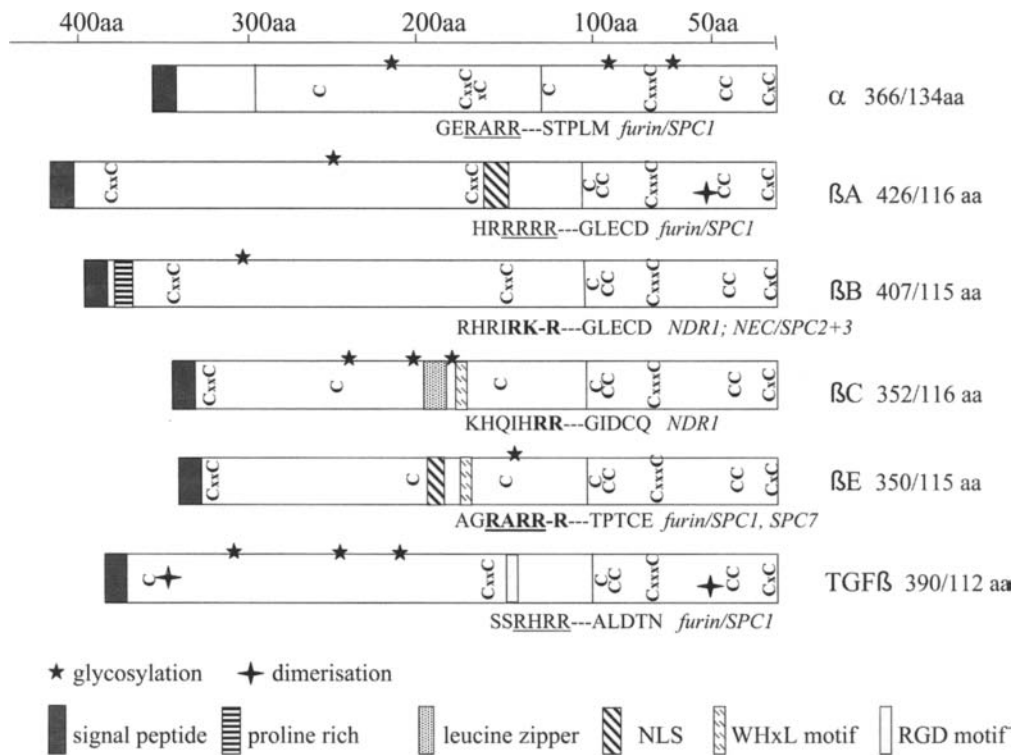 400aa 300aa 200aa 100aa 50aa
C CxxC xC C CxxxC CC CxC
α 366/134aa
GERARR---STPLM furin/SPC1
CxxC CxxC C CC CxxxC CC CxC
ßA 426/116 aa
HRRRRR---GLECD furin/SPC1
CxxC CxxC C CC CxxxC CC CxC
ßB 407/115 aa
RHRIRK-R---GLECD NDR1; NEC/SPC2+3
CxxC C C C CC CxxxC CC CxC
ßC 352/116 aa
KHQIHRR---GIDCQ NDR1
CxxC C C C CC CxxxC CC CxC
ßE 350/115 aa
AGRARR-R---TPTCE furin/SPC1, SPC7
C CxxC C CC CxxxC CC CxC
TGFß 390/112 aa
SSRHRR---ALDTN furin/SPC1
glycosylation dimerisation
signal peptide proline rich leucine zipper NLS WHxL motif RGD motif